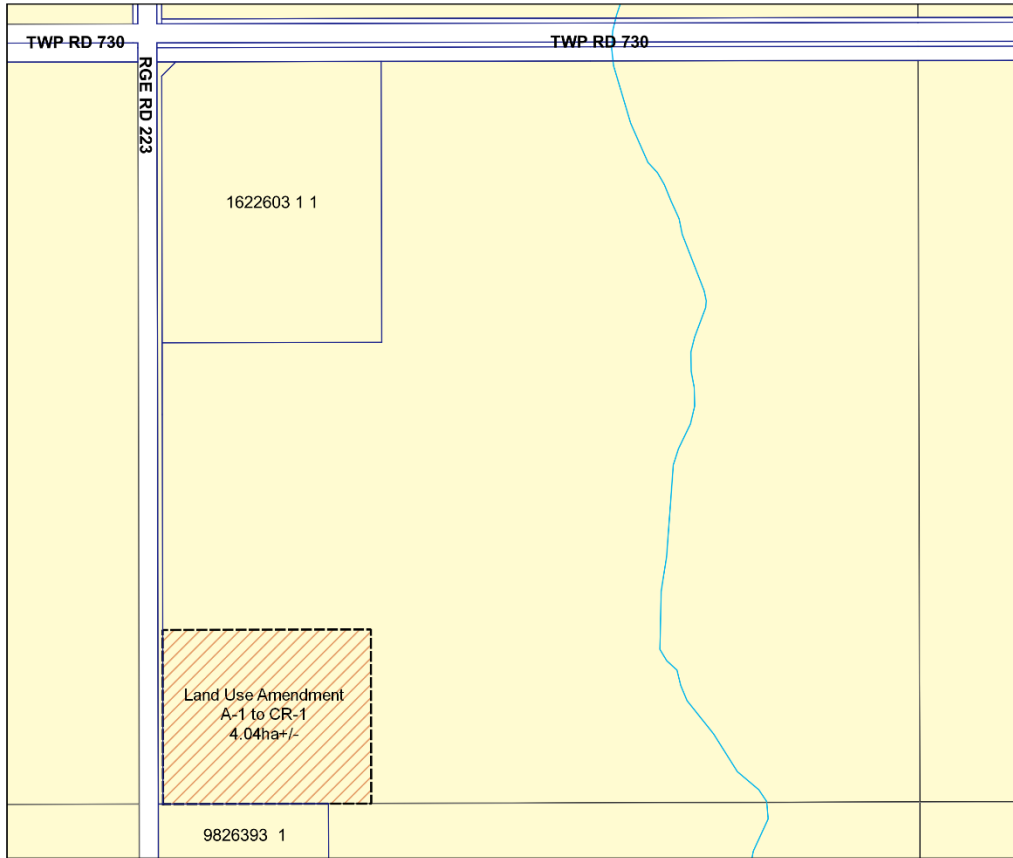 TWP RD 730
TWP RD 730
RGE RD 223
1622603 1 1
Land Use Amendment
A-1 to CR-1
4.04ha+/-
9826393 1